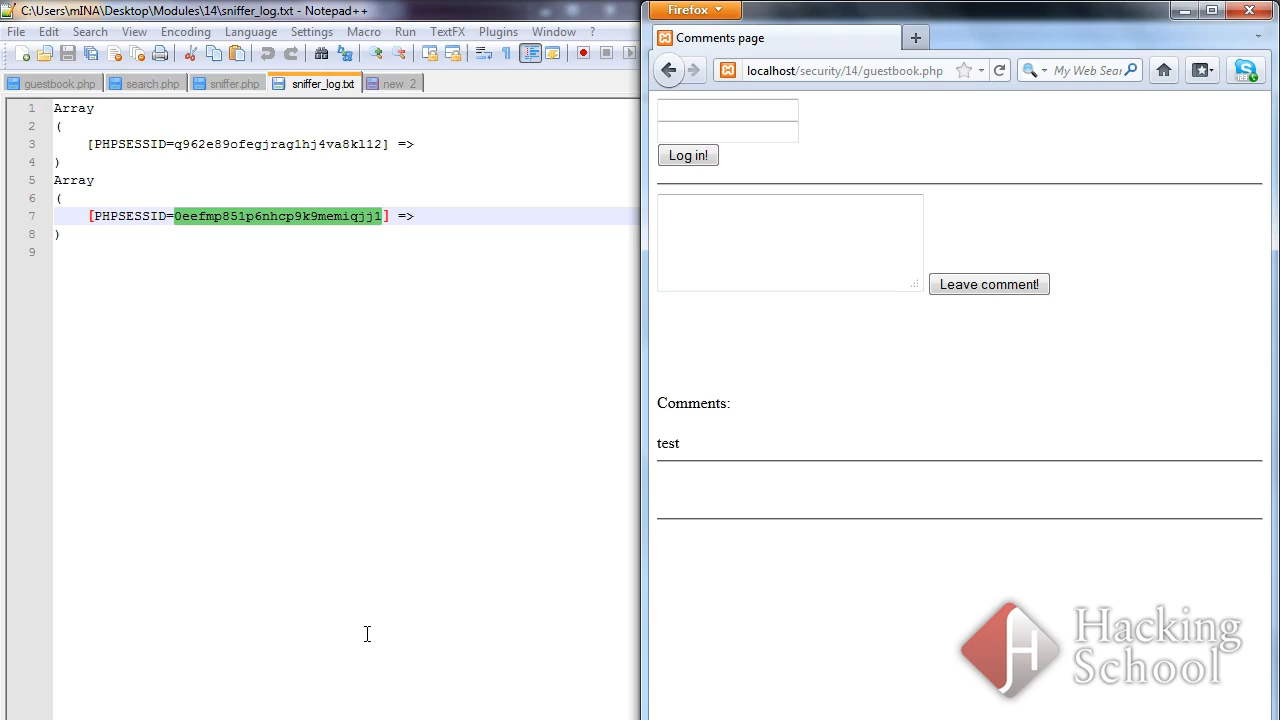 C:\Users\mINA\Desktop\Modules\14\sniffer_log.txt - Notepad++
File Edit Search View Encoding Language Settings Macro Run TextFX Plugins Window ?
guestbook.php search.php sniffer.php sniffer_log.txt new 2
1 Array
2 (
3 [PHPSESSID=q962e89ofegjrag1hj4va8kl12] =>
4 )
5 Array
6 (
7 [PHPSESSID=0eefmp851p6nhcp9k9memiqjj1] =>
8 )
9
Firefox
Comments page
localhost/security/14/guestbook.php
My Web Sear
Log in!
Leave comment!
Comments:
test
Hacking
School